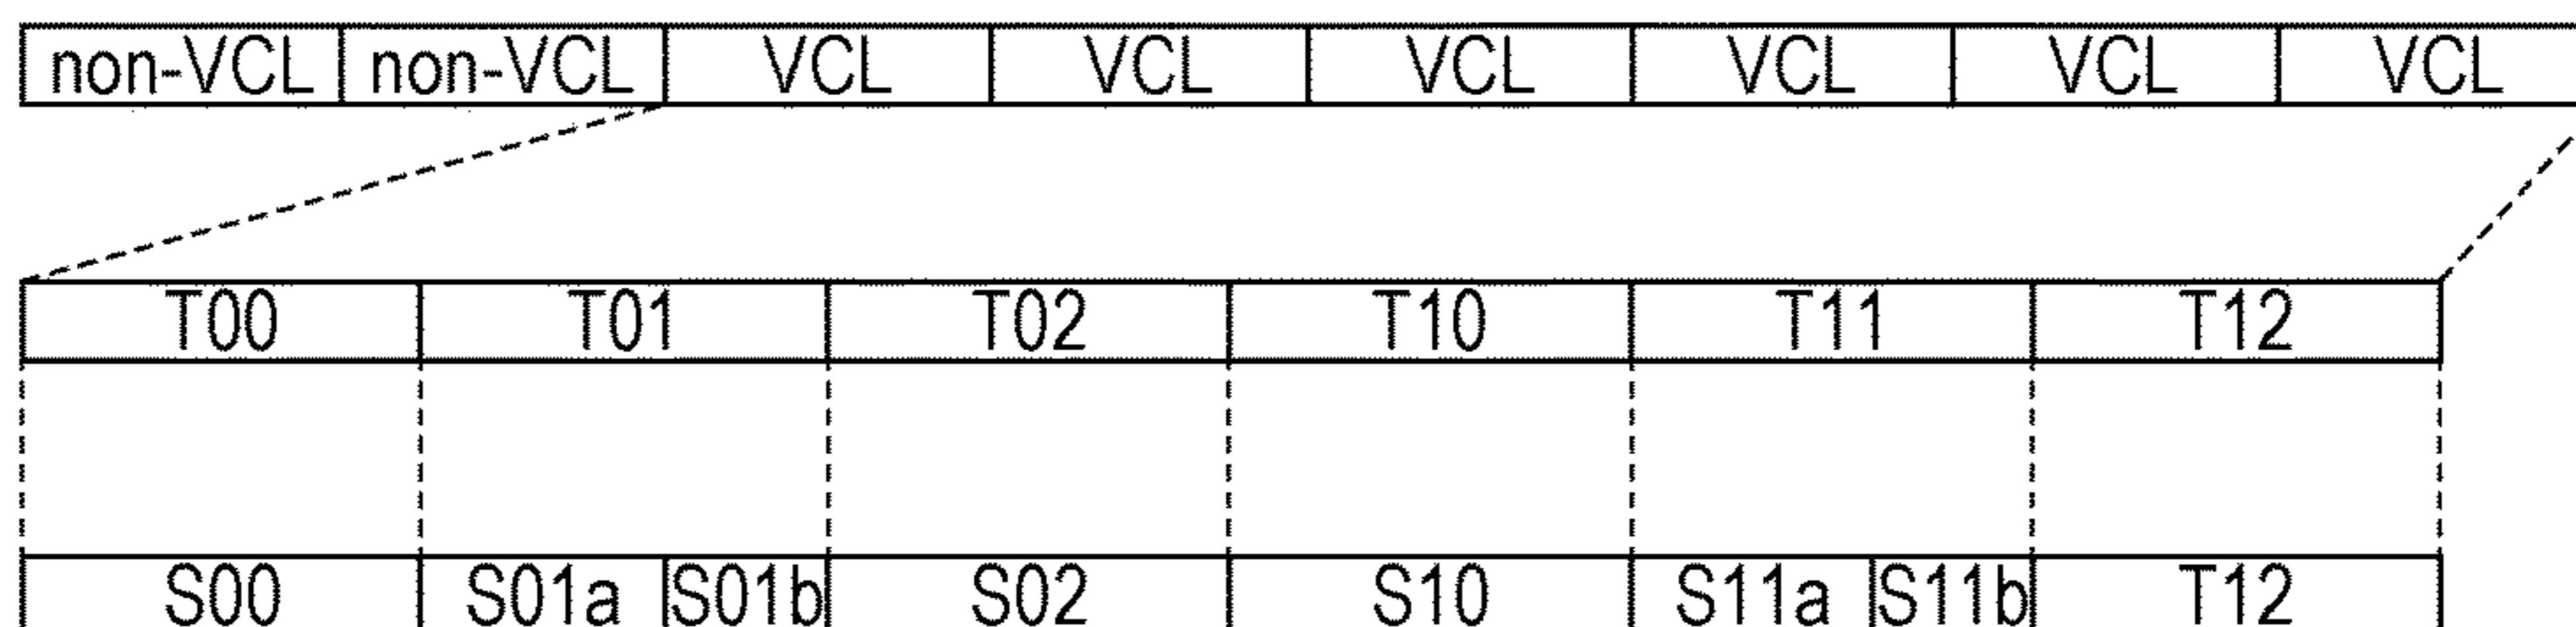 non-VCL non-VCL VCL VCL VCL VCL VCL VCL
T00 T01 T02 T10 T11 T12
S00 S01a S01b S02 S10 S11a S11b T12